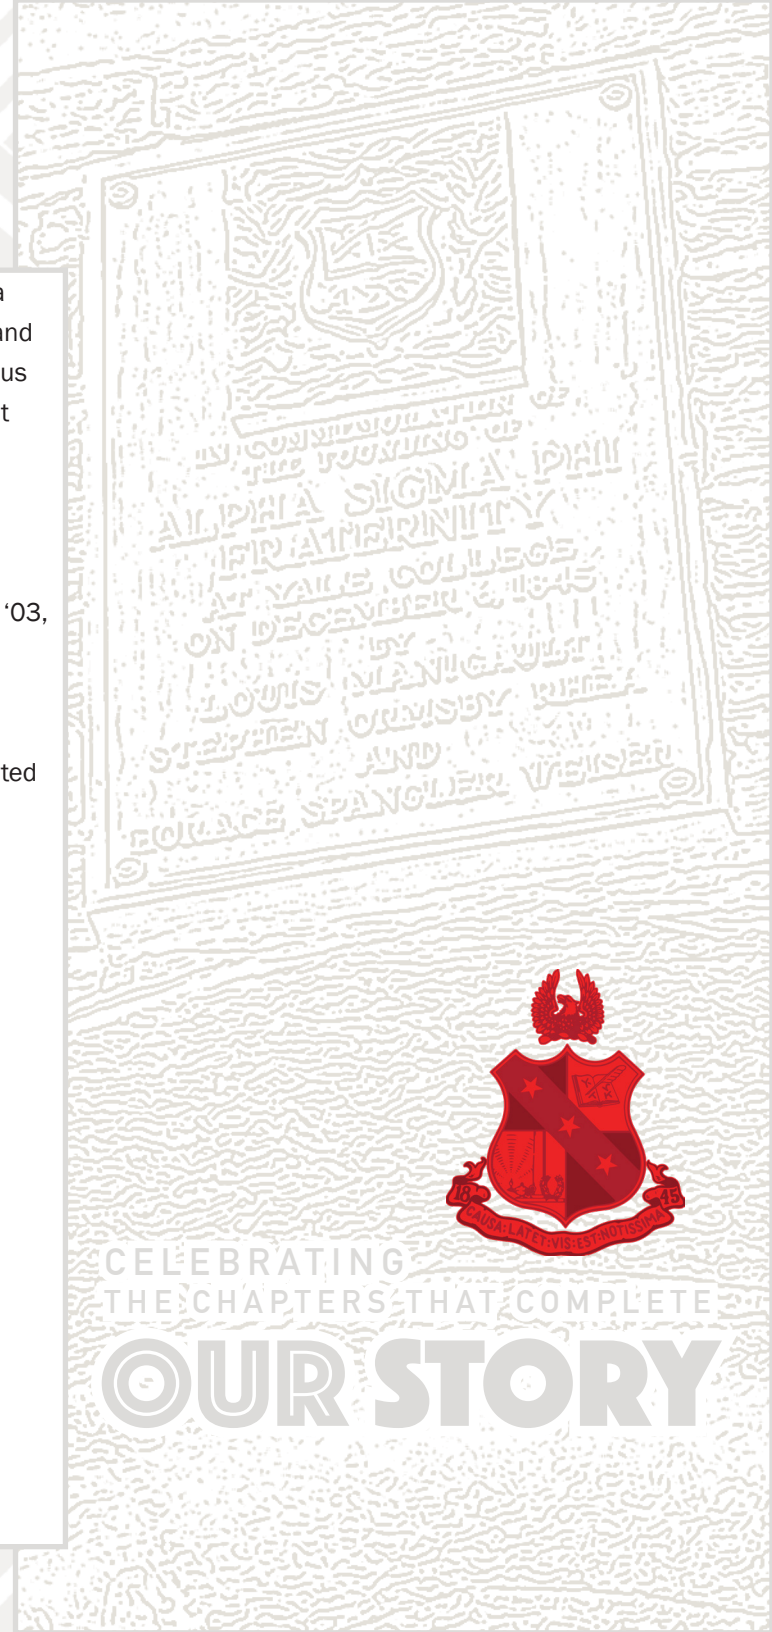 a
and
us
t
‘03,
ted
IN COMMEMORATION OF
THE FOUNDING OF
ALPHA SIGMA PHI
FRATERNITY
AT YALE COLLEGE
ON DECEMBER 6, 1845
BY
LOUIS MANIGAULT
STEPHEN ORMSBY RHEA
AND
HORACE SPANGLER WEISER
18 45
CAUSA:LATET:VIS:EST:NOTISSIMA
CELEBRATING
THE CHAPTERS THAT COMPLETE
OUR STORY